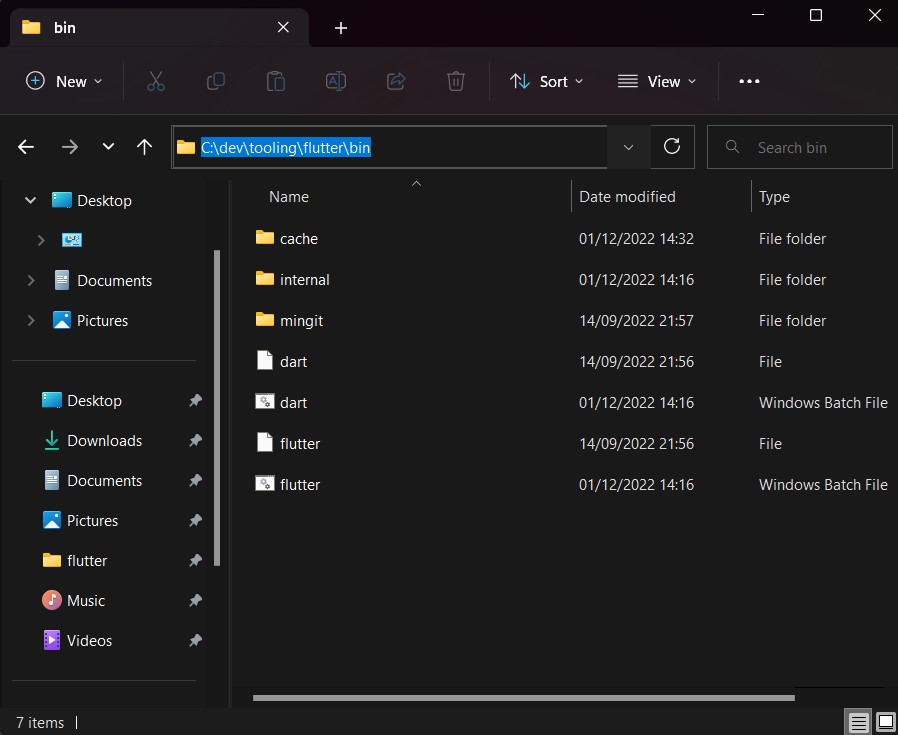 bin
New
Sort
View
C:\dev\tooling\flutter\bin
Search bin
Desktop
Documents
Pictures
Desktop
Downloads
Documents
Pictures
flutter
Music
Videos
Name Date modified Type
cache 01/12/2022 14:32 File folder
internal 01/12/2022 14:16 File folder
mingit 14/09/2022 21:57 File folder
dart 14/09/2022 21:56 File
dart 01/12/2022 14:16 Windows Batch File
flutter 14/09/2022 21:56 File
flutter 01/12/2022 14:16 Windows Batch File
7 items